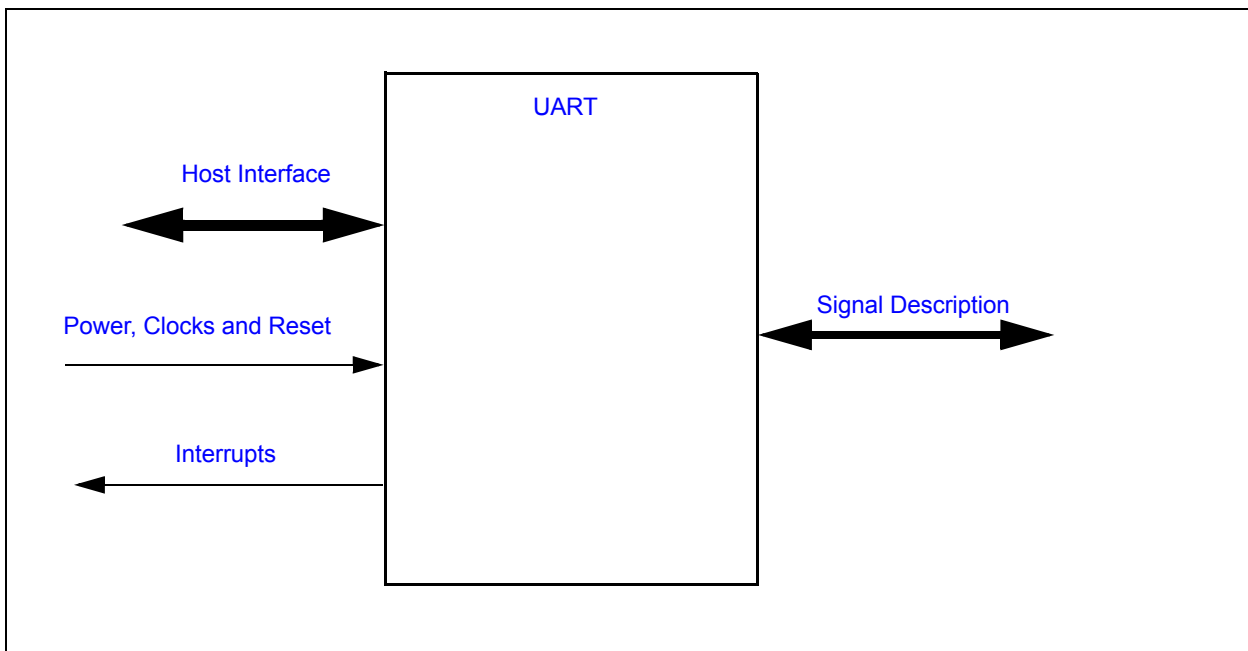 UART
Host Interface
Signal Description
Power, Clocks and Reset
Interrupts